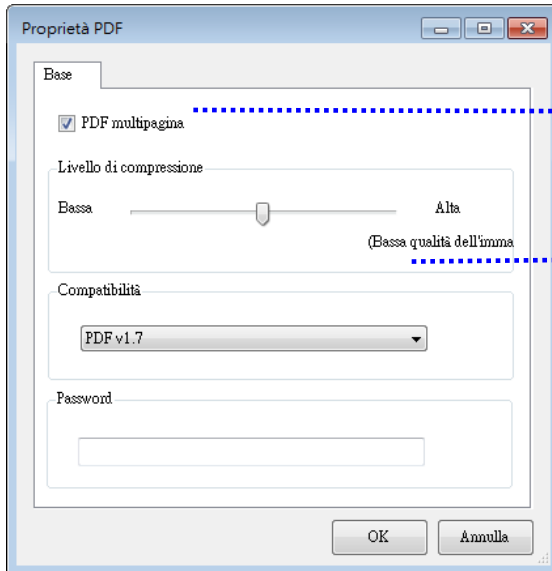 Proprietà PDF
Base
PDF multipagina
Livello di compressione
Bassa
Alta
(Bassa qualità dell'imma
Compatibilità
PDF v1.7
Password
OK
Annulla